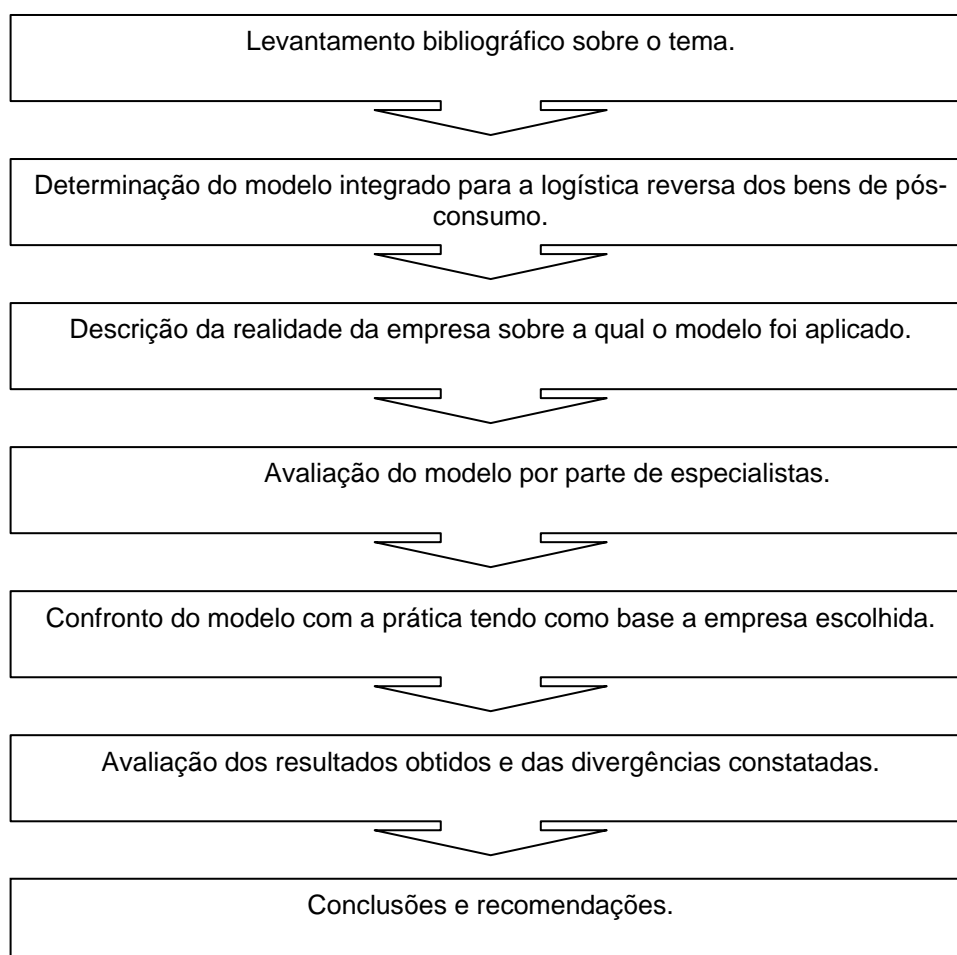 Levantamento bibliográfico sobre o tema.
Determinação do modelo integrado para a logística reversa dos bens de pós-
consumo.
Descrição da realidade da empresa sobre a qual o modelo foi aplicado.
Avaliação do modelo por parte de especialistas.
Confronto do modelo com a prática tendo como base a empresa escolhida.
Avaliação dos resultados obtidos e das divergências constatadas.
Conclusões e recomendações.